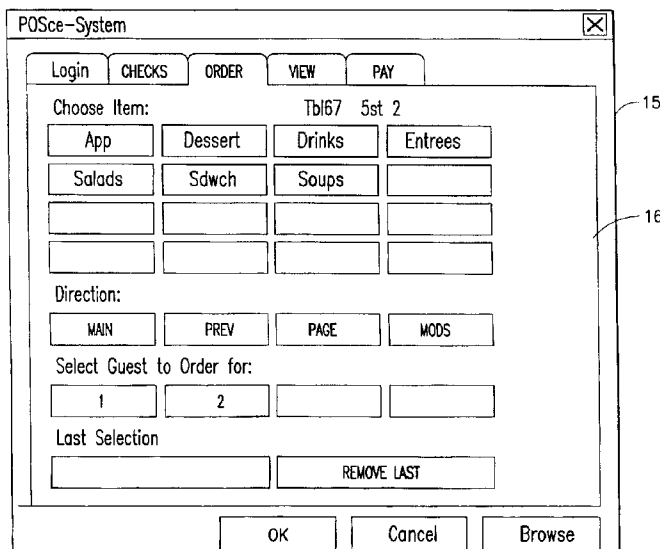 POSce-System
Login CHECKS ORDER VIEW PAY
Choose Item: Tbl67 5st 2
15
App Dessert Drinks Entrees
Salads Sdwch Soups
16
Direction:
MAIN PREV PAGE MODS
Select Guest to Order for:
1 2
Last Selection
REMOVE LAST
OK Cancel Browse